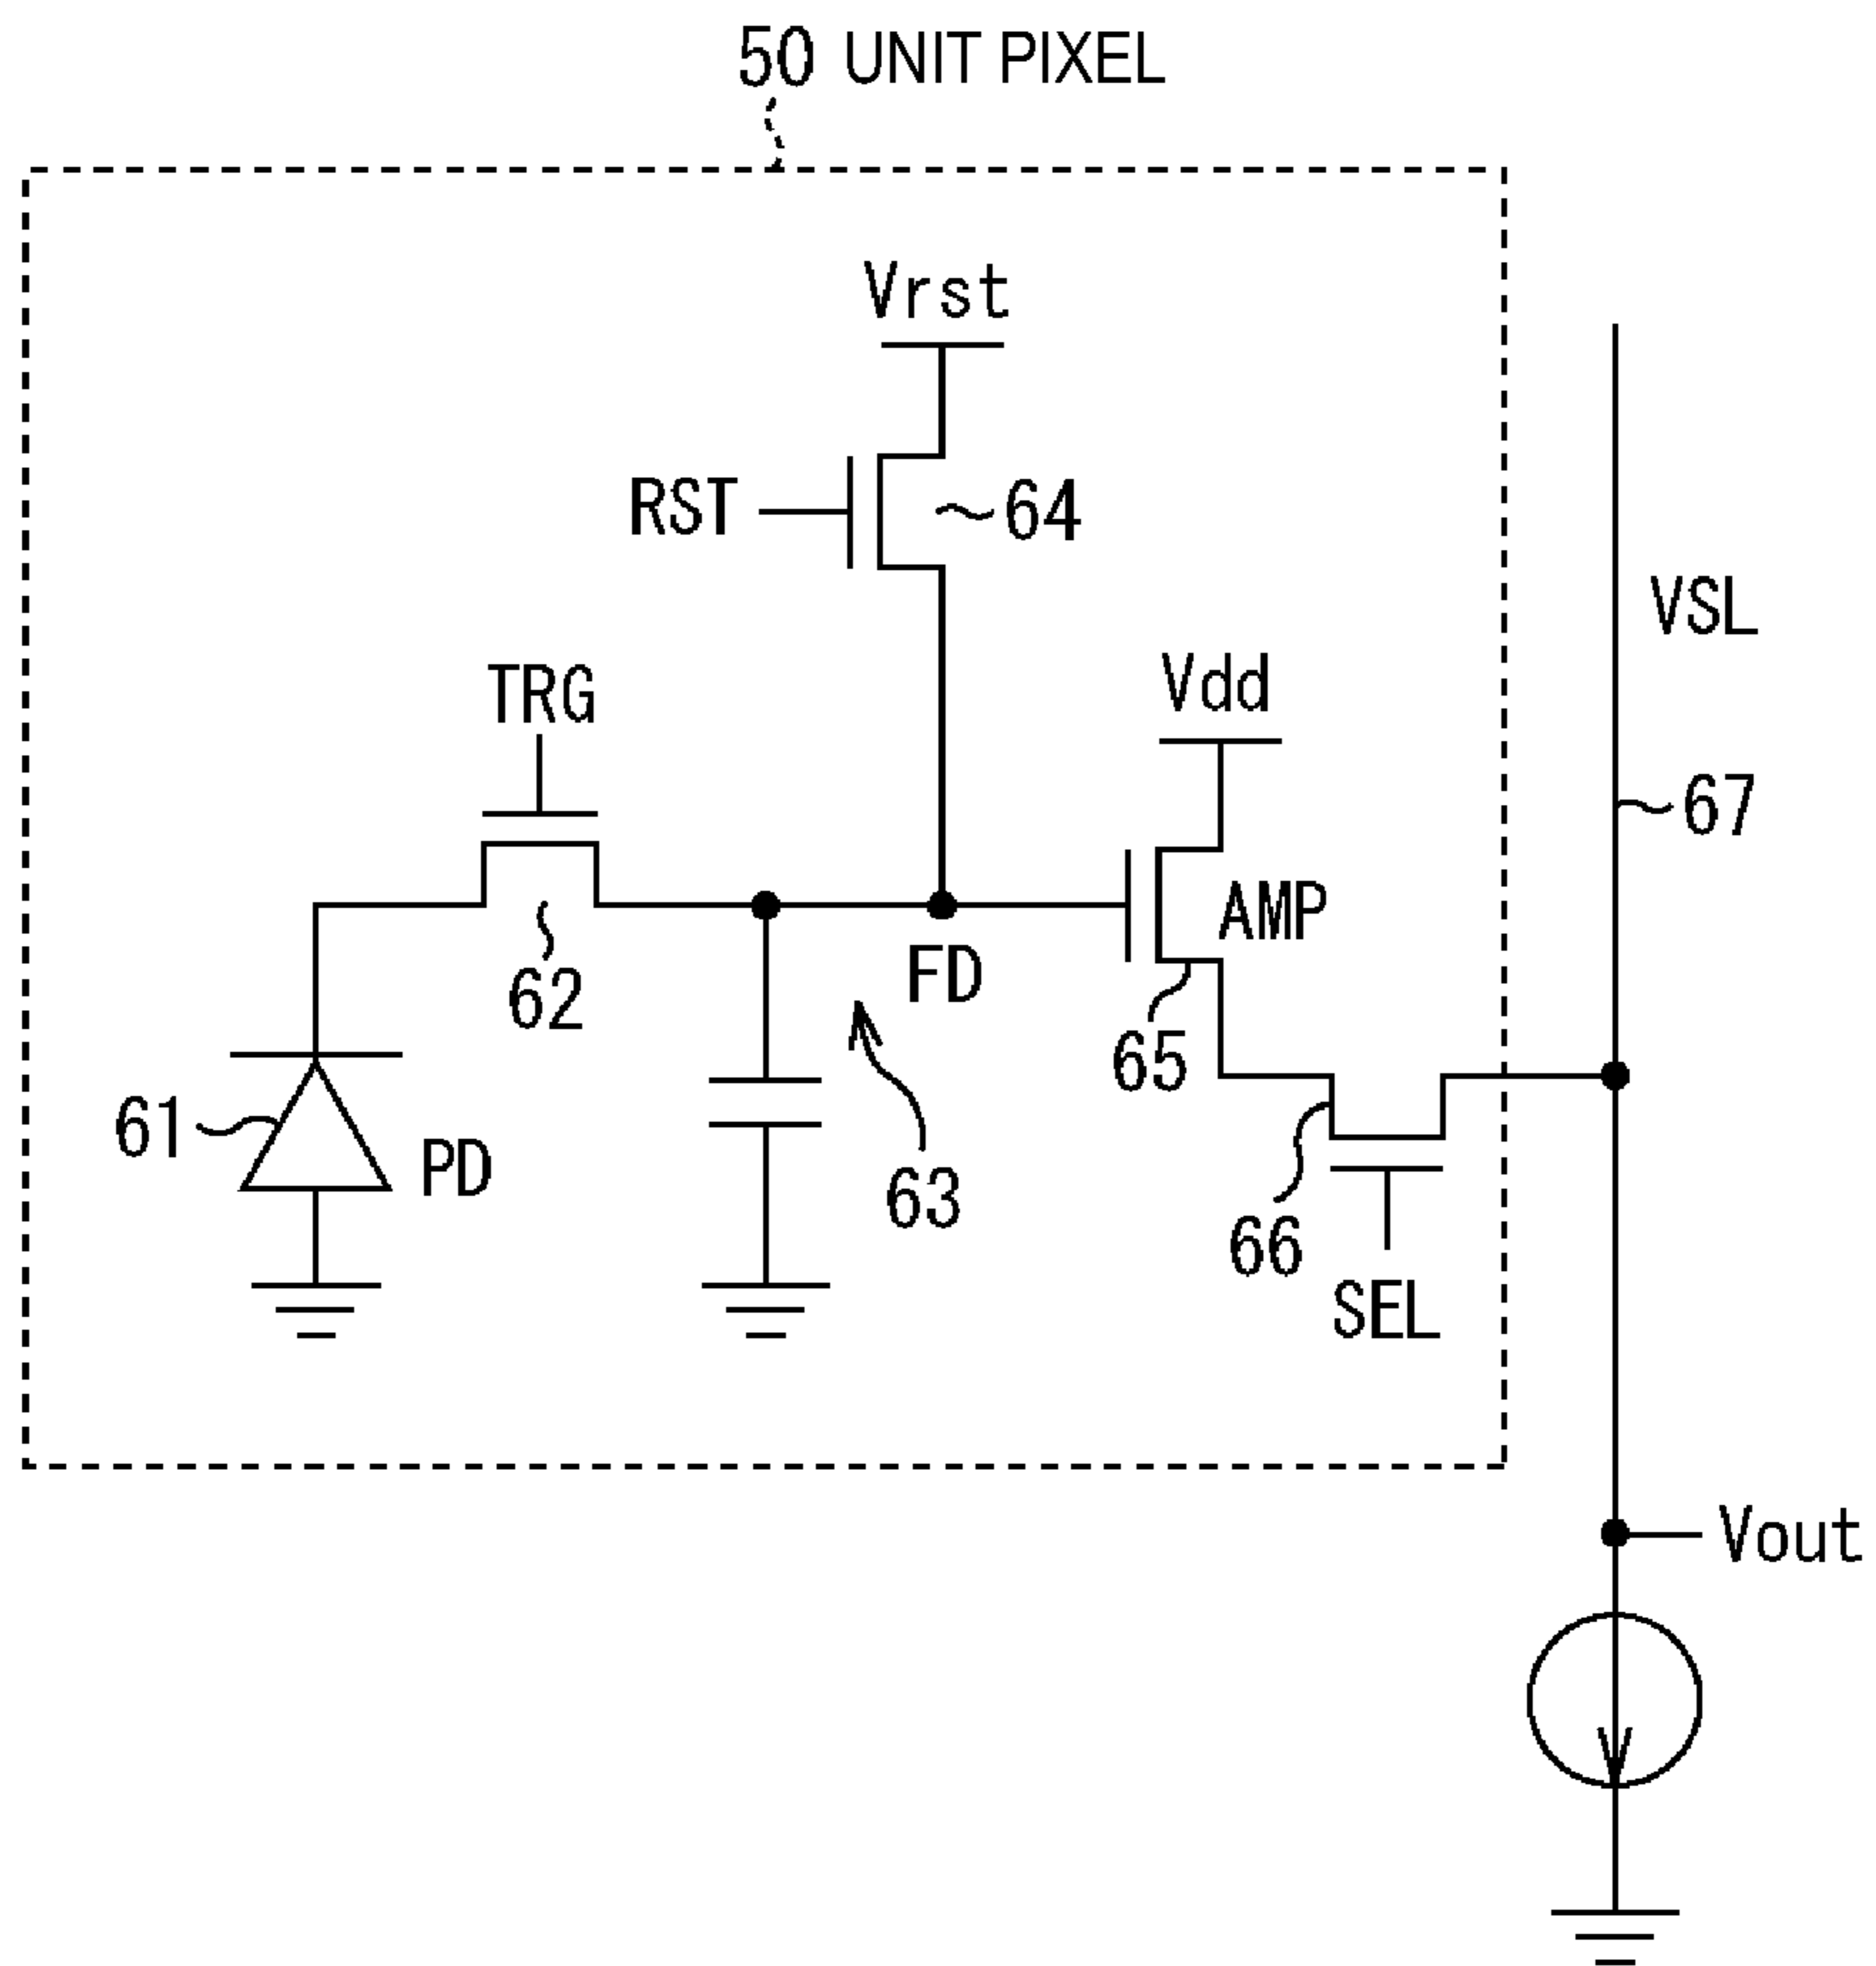 50 UNIT PIXEL
Vrst
RST
64
VSL
TRG
Vdd
67
AMP
FD
62
65
61
PD
63
66
SEL
Vout